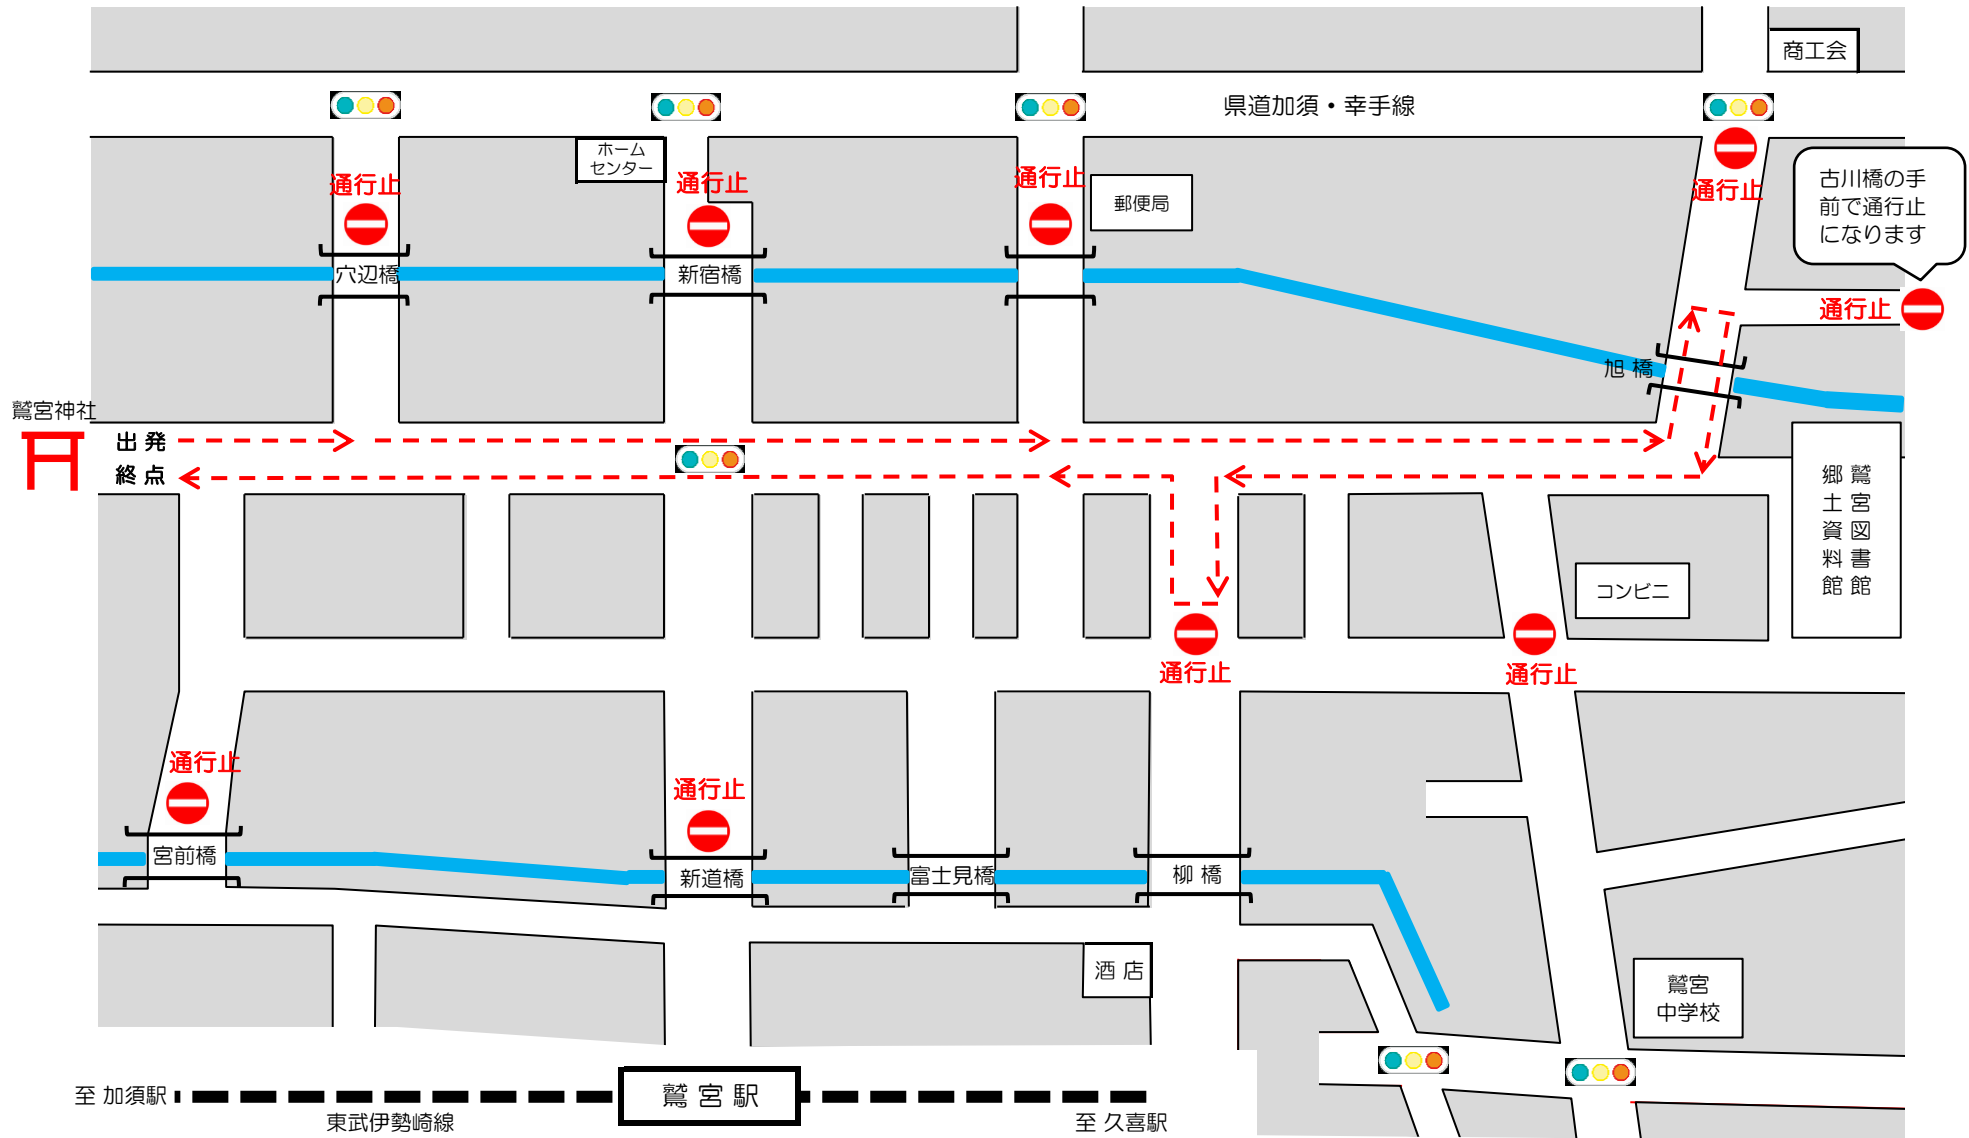 商工会
県道加須・幸手線
ホーム
センター
通行止
通行止
通行止
通行止
郵便局
古川橋の手
前で通行止
になります
穴辺橋
新宿橋
通行止
旭 橋
鷲宮神社
出 発
終 点
鷲宮図書館
郷土資料館
コンビニ
通行止
通行止
通行止
通行止
宮前橋
新道橋
富士見橋
柳 橋
酒 店
鷲宮
中学校
至 加須駅
鷲 宮 駅
東武伊勢崎線
至 久喜駅